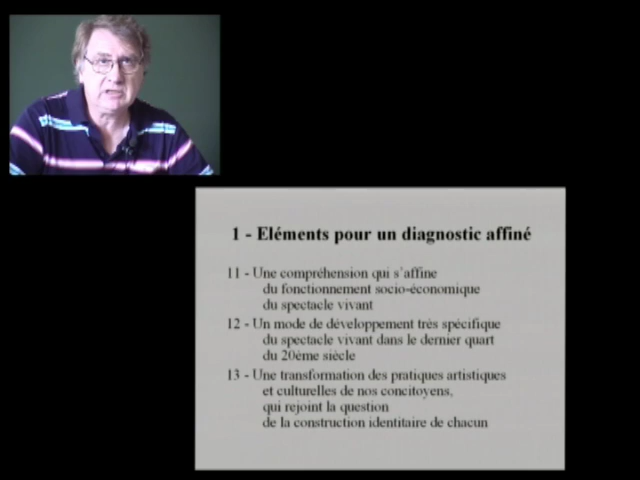 1 - Eléments pour un diagnostic affiné
11 - Une compréhension qui s'affine
du fonctionnement socio-économique
du spectacle vivant
12 - Un mode de développement très spécifique
du spectacle vivant dans le dernier quart
du 20ème siècle
13 - Une transformation des pratiques artistiques
et culturelles de nos concitoyens,
qui rejoint la question
de la construction identitaire de chacun